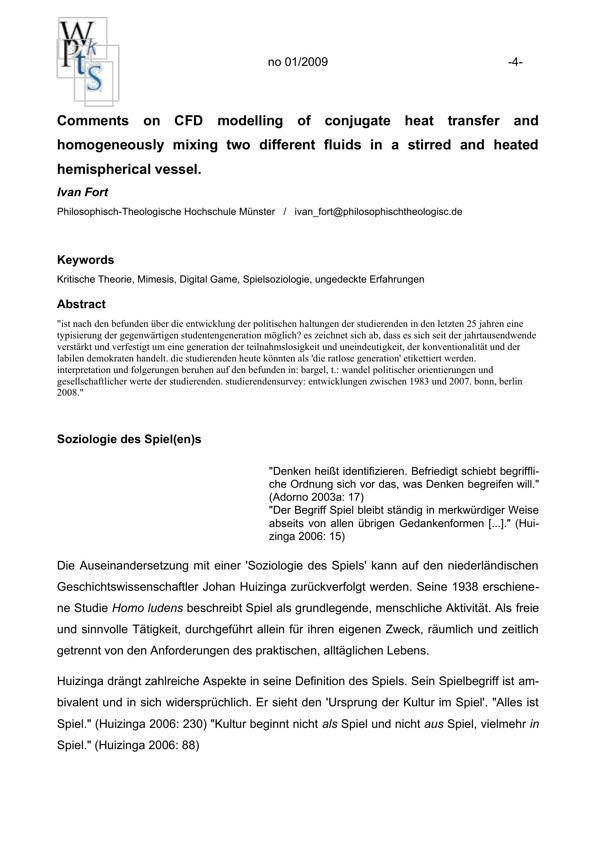 W
Pk
ts
no 01/2009 -4-
Comments on CFD modelling of conjugate heat transfer and
homogeneously mixing two different fluids in a stirred and heated
hemispherical vessel.
Ivan Fort
Philosophisch-Theologische Hochschule Münster / ivan_fort@philosophischtheologisc.de
Keywords
Kritische Theorie, Mimesis, Digital Game, Spielsoziologie, ungedeckte Erfahrungen
Abstract
"ist nach den befunden über die entwicklung der politischen haltungen der studierenden in den letzten 25 jahren eine
typisierung der gegenwärtigen studentengeneration möglich? es zeichnet sich ab, dass es sich seit der jahrtausendwende
verstärkt und verfestigt um eine generation der teilnahmslosigkeit und uneindeutigkeit, der konventionalität und der
labilen demokraten handelt. die studierenden heute könnten als 'die ratlose generation' etikettiert werden.
interpretation und folgerungen beruhen auf den befunden in: bargel, t.: wandel politischer orientierungen und
gesellschaftlicher werte der studierenden. studierendensurvey: entwicklungen zwischen 1983 und 2007. bonn, berlin
2008."
Soziologie des Spiel(en)s
"Denken heißt identifizieren. Befriedigt schiebt begriffli-
che Ordnung sich vor das, was Denken begreifen will."
(Adorno 2003a: 17)
"Der Begriff Spiel bleibt ständig in merkwürdiger Weise
abseits von allen übrigen Gedankenformen [...]." (Hui-
zinga 2006: 15)
Die Auseinandersetzung mit einer 'Soziologie des Spiels' kann auf den niederländischen
Geschichtswissenschaftler Johan Huizinga zurückverfolgt werden. Seine 1938 erschiene-
ne Studie Homo ludens beschreibt Spiel als grundlegende, menschliche Aktivität. Als freie
und sinnvolle Tätigkeit, durchgeführt allein für ihren eigenen Zweck, räumlich und zeitlich
getrennt von den Anforderungen des praktischen, alltäglichen Lebens.
Huizinga drängt zahlreiche Aspekte in seine Definition des Spiels. Sein Spielbegriff ist am-
bivalent und in sich widersprüchlich. Er sieht den 'Ursprung der Kultur im Spiel'. "Alles ist
Spiel." (Huizinga 2006: 230) "Kultur beginnt nicht als Spiel und nicht aus Spiel, vielmehr in
Spiel." (Huizinga 2006: 88)